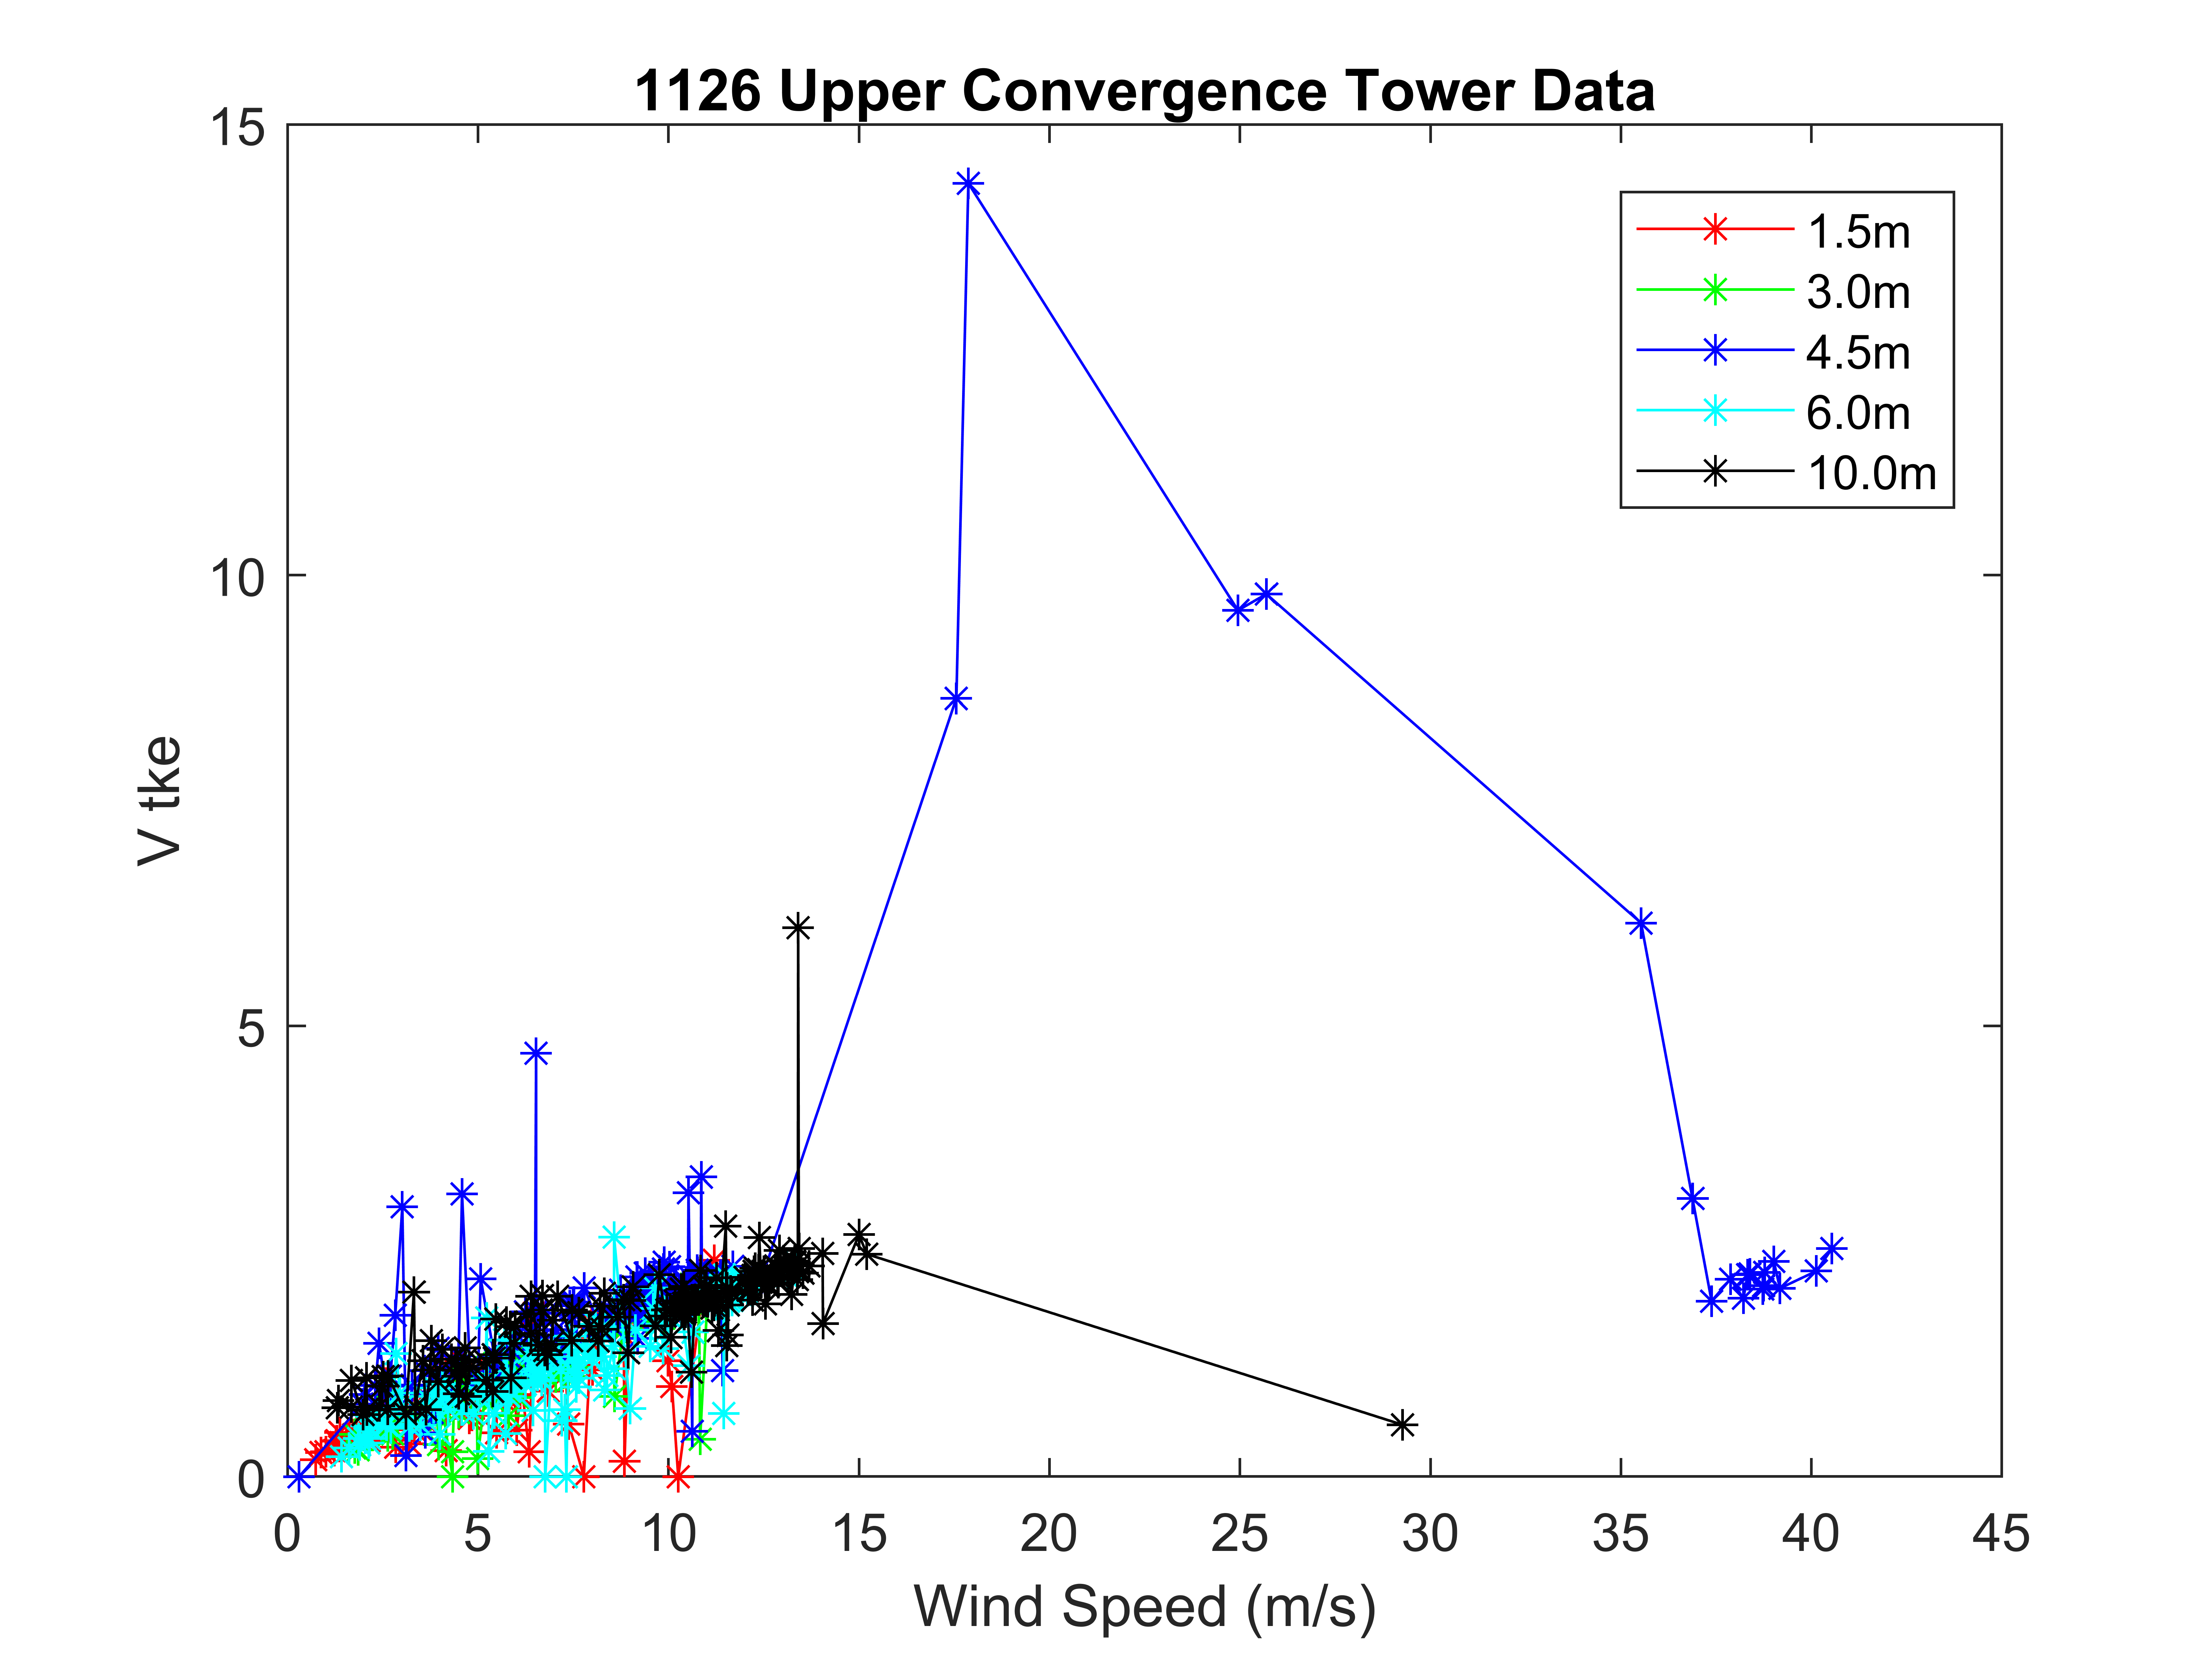 1126 Upper Convergence Tower Data
15
10
5
0
V tke
1.5m
3.0m
4.5m
6.0m
10.0m
0 5 10 15 20 25 30 35 40 45
Wind Speed (m/s)